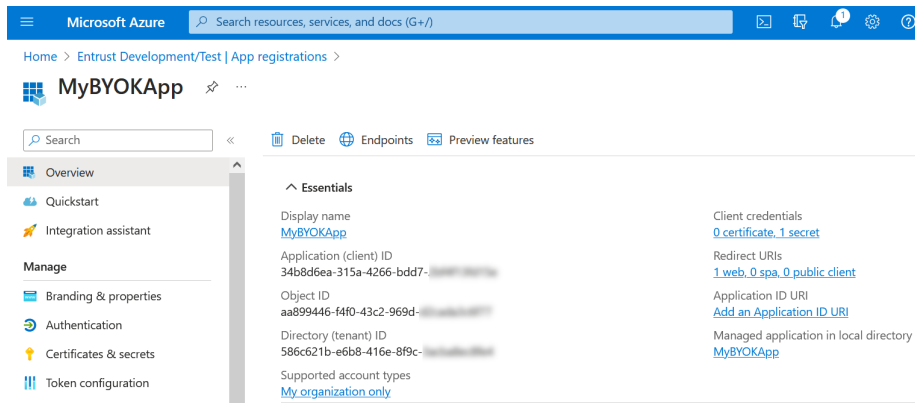 Microsoft Azure
Search resources, services, and docs (G+/)
1
Home > Entrust Development/Test | App registrations >
MyBYOKApp
Search
Delete
Endpoints
Preview features
Overview
Quickstart
Integration assistant
Manage
Branding & properties
Authentication
Certificates & secrets
Token configuration
Essentials
Display name
MyBYOKApp
Application (client) ID
34b8d6ea-315a-4266-bdd7-
Object ID
aa899446-f4f0-43c2-969d-
Directory (tenant) ID
586c621b-e6b8-416e-8f9c-
Supported account types
My organization only
Client credentials
0 certificate, 1 secret
Redirect URIs
1 web, 0 spa, 0 public client
Application ID URI
Add an Application ID URI
Managed application in local directory
MyBYOKApp